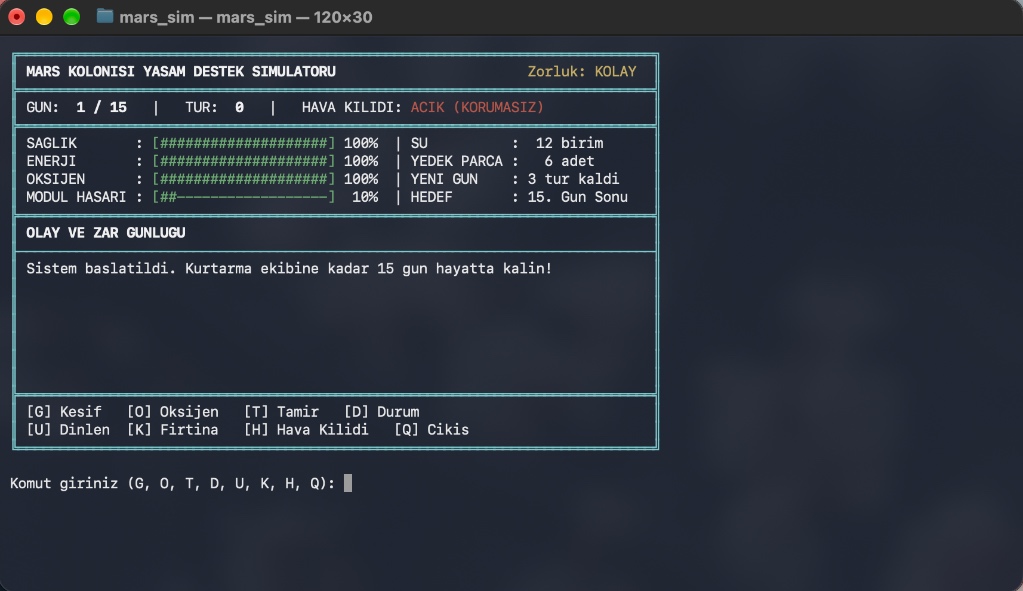 mars_sim — mars_sim — 120×30
MARS KOLONISI YASAM DESTEK SIMULATORU Zorluk: KOLAY
GUN: 1 / 15 | TUR: 0 | HAVA KILIDI: ACIK (KORUMASIZ)
SAGLIK : [####################] 100% | SU : 12 birim
ENERJI : [####################] 100% | YEDEK PARCA : 6 adet
OKSIJEN : [####################] 100% | YENI GUN : 3 tur kaldi
MODUL HASARI : [##------------------] 10% | HEDEF : 15. Gun Sonu
OLAY VE ZAR GUNLUGU
Sistem baslatildi. Kurtarma ekibine kadar 15 gun hayatta kalin!
[G] Kesif [O] Oksijen [T] Tamir [D] Durum
[U] Dinlen [K] Firtina [H] Hava Kilidi [Q] Cikis
Komut giriniz (G, O, T, D, U, K, H, Q):